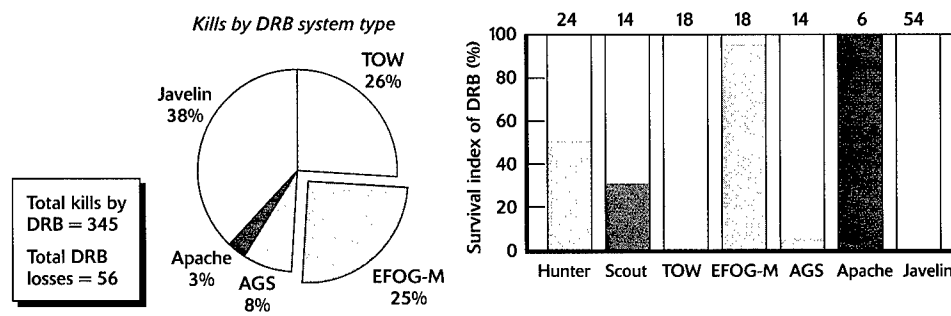 Kills by DRB system type
TOW
26%
Javelin
38%
Apache
3%
AGS
8%
EFOG-M
25%
Total kills by
DRB = 345
Total DRB
losses = 56
24 14 18 18 14 6 54
Survival index of DRB (%)
100
80
60
40
20
0
Hunter Scout TOW EFOG-M AGS Apache Javelin